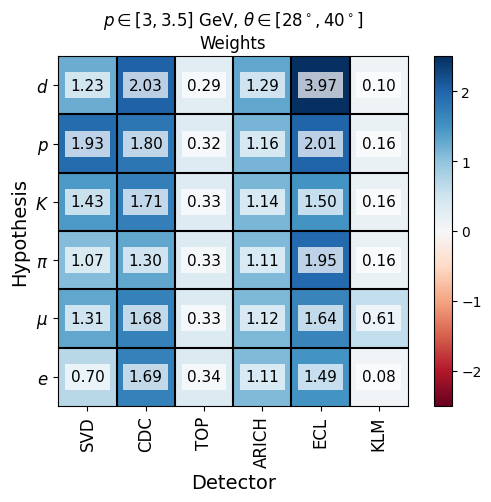 p ∈ [3, 3.5] GeV, θ ∈ [28°, 40°]
Weights
d 1.23 2.03 0.29 1.29 3.97 0.10
p 1.93 1.80 0.32 1.16 2.01 0.16
K 1.43 1.71 0.33 1.14 1.50 0.16
π 1.07 1.30 0.33 1.11 1.95 0.16
μ 1.31 1.68 0.33 1.12 1.64 0.61
e 0.70 1.69 0.34 1.11 1.49 0.08
SVD CDC TOP ARICH ECL KLM
Detector
Hypothesis
2
1
0
−1
−2